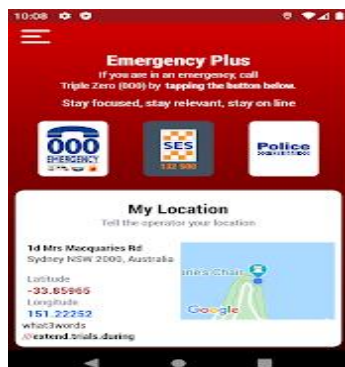 10:08
Emergency Plus
If you are in an emergency, call
Triple Zero (000) by tapping the button below.
Stay focused, stay relevant, stay on line
000
EMERGENCY
SES
132 500
Police
My Location
Tell the operator your location
1d Mrs Macquaries Rd
Sydney NSW 2000, Australia
Latitude
-33.85965
Longitude
151.22252
what3words
///extend.trials.during
Chair
Google